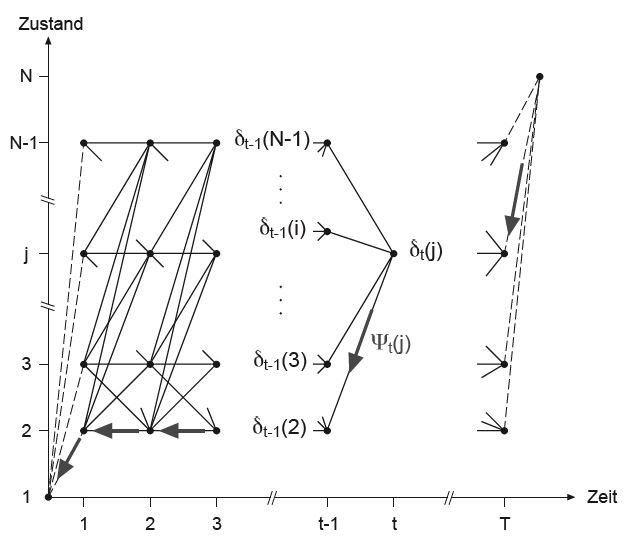 Zustand
N
N-1 δt-1(N-1)
δt-1(i)
j δt(j)
Ψt(j)
3 δt-1(3)
2 δt-1(2)
1 Zeit
1 2 3 t-1 t T